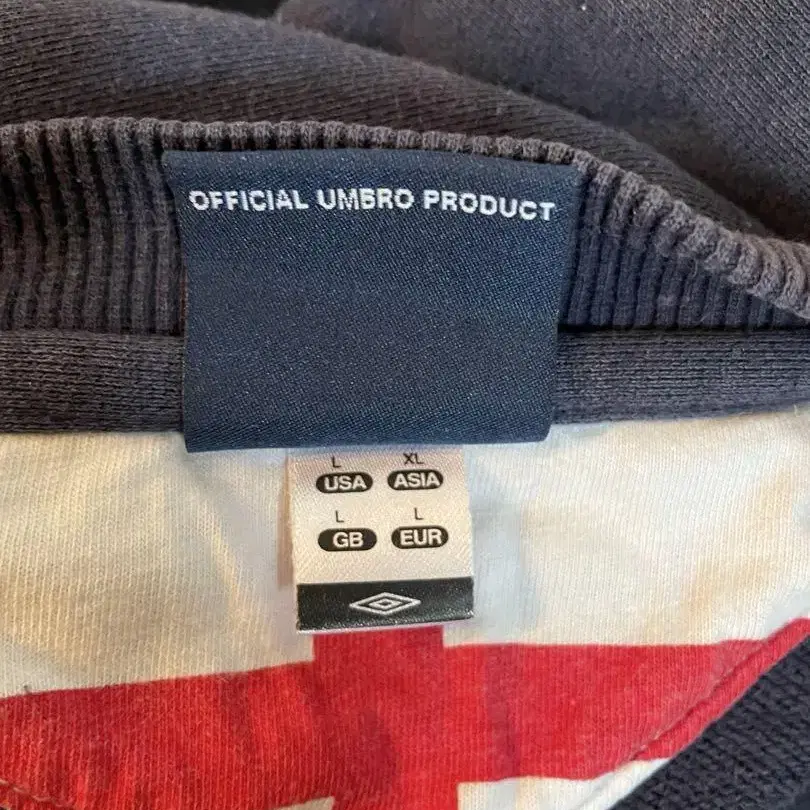 OFFICIAL UMBRO PRODUCT
L XL
USA ASIA
L L
GB EUR